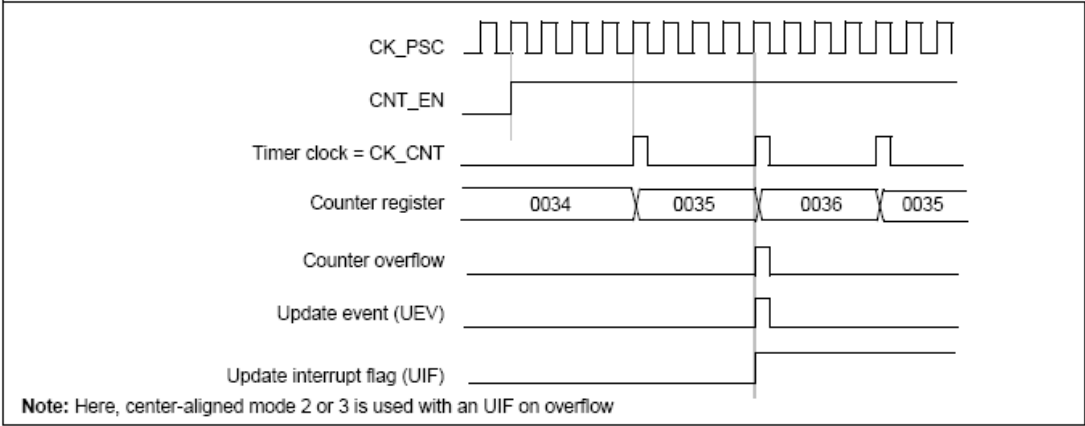 CK_PSC
CNT_EN
Timer clock = CK_CNT
Counter register 0034 0035 0036 0035
Counter overflow
Update event (UEV)
Update interrupt flag (UIF)
Note: Here, center-aligned mode 2 or 3 is used with an UIF on overflow